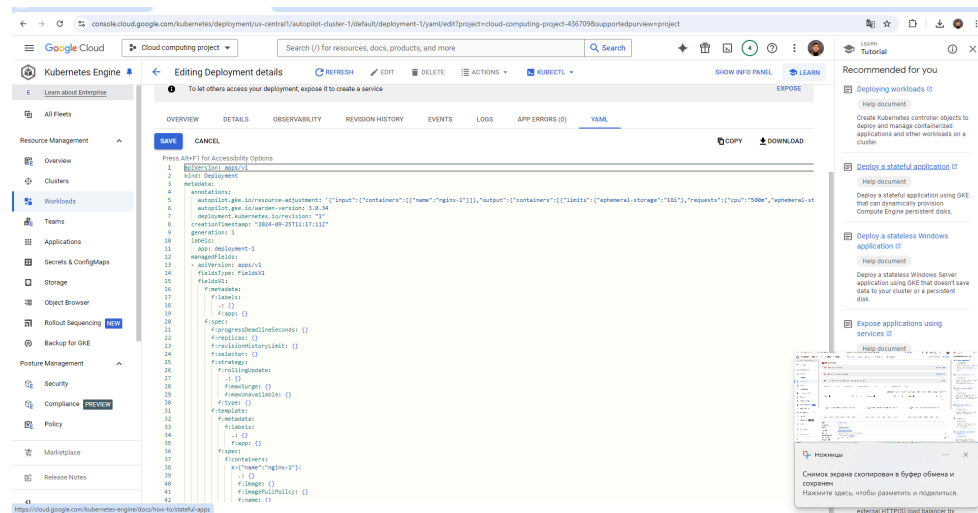 console.cloud.google.com/kubernetes/deployment/us-central1/autopilot-cluster-1/default/deployment-1/yaml/edit?project=cloud-computing-project-436709&supportedpurview=project
Google Cloud
Cloud computing project
Search (/) for resources, docs, products, and more
Search
4
LEARN
Tutorial
Kubernetes Engine
Editing Deployment details
REFRESH
EDIT
DELETE
ACTIONS
KUBECTL
SHOW INFO PANEL
LEARN
E Learn about Enterprise
All Fleets
Resource Management
Overview
Clusters
Workloads
Teams
Applications
Secrets & ConfigMaps
Storage
Object Browser
Rollout Sequencing NEW
Backup for GKE
Posture Management
Security
Compliance PREVIEW
Policy
Marketplace
Release Notes
https://cloud.google.com/kubernetes-engine/docs/how-to/stateful-apps
To let others access your deployment, expose it to create a service
EXPOSE
OVERVIEW
DETAILS
OBSERVABILITY
REVISION HISTORY
EVENTS
LOGS
APP ERRORS (0)
YAML
SAVE
CANCEL
COPY
DOWNLOAD
Press Alt+F1 for Accessibility Options.
1 apiVersion: apps/v1
2 kind: Deployment
3 metadata:
4 annotations:
5 autopilot.gke.io/resource-adjustment: '{"input":{"containers":[{"name":"nginx-1"}]},"output":{"containers":[{"limits":{"ephemeral-storage":"1Gi"},"requests":{"cpu":"500m","ephemeral-st
6 autopilot.gke.io/warden-version: 3.0.34
7 deployment.kubernetes.io/revision: "1"
8 creationTimestamp: "2024-09-25T11:17:11Z"
9 generation: 1
10 labels:
11 app: deployment-1
12 managedFields:
13 - apiVersion: apps/v1
14 fieldsType: FieldsV1
15 fieldsV1:
16 f:metadata:
17 f:labels:
18 .: {}
19 f:app: {}
20 f:spec:
21 f:progressDeadlineSeconds: {}
22 f:replicas: {}
23 f:revisionHistoryLimit: {}
24 f:selector: {}
25 f:strategy:
26 f:rollingUpdate:
27 .: {}
28 f:maxSurge: {}
29 f:maxUnavailable: {}
30 f:type: {}
31 f:template:
32 f:metadata:
33 f:labels:
34 .: {}
35 f:app: {}
36 f:spec:
37 f:containers:
38 k:{"name":"nginx-1"}:
39 .: {}
40 f:image: {}
41 f:imagePullPolicy: {}
42 f:name: {}
Recommended for you
Deploying workloads
Help document
Create Kubernetes controller objects to
deploy and manage containerized
applications and other workloads on a
cluster.
Deploy a stateful application
Help document
Deploy a stateful application using GKE
that can dynamically provision
Compute Engine persistent disks.
Deploy a stateless Windows
application
Help document
Deploy a stateless Windows Server
application using GKE that doesn't save
data to your cluster or a persistent
disk.
Expose applications using
services
Help document
Ножницы
Снимок экрана скопирован в буфер обмена и
сохранен
Нажмите здесь, чтобы разметить и поделиться.
external HTTP(S) load balancer by